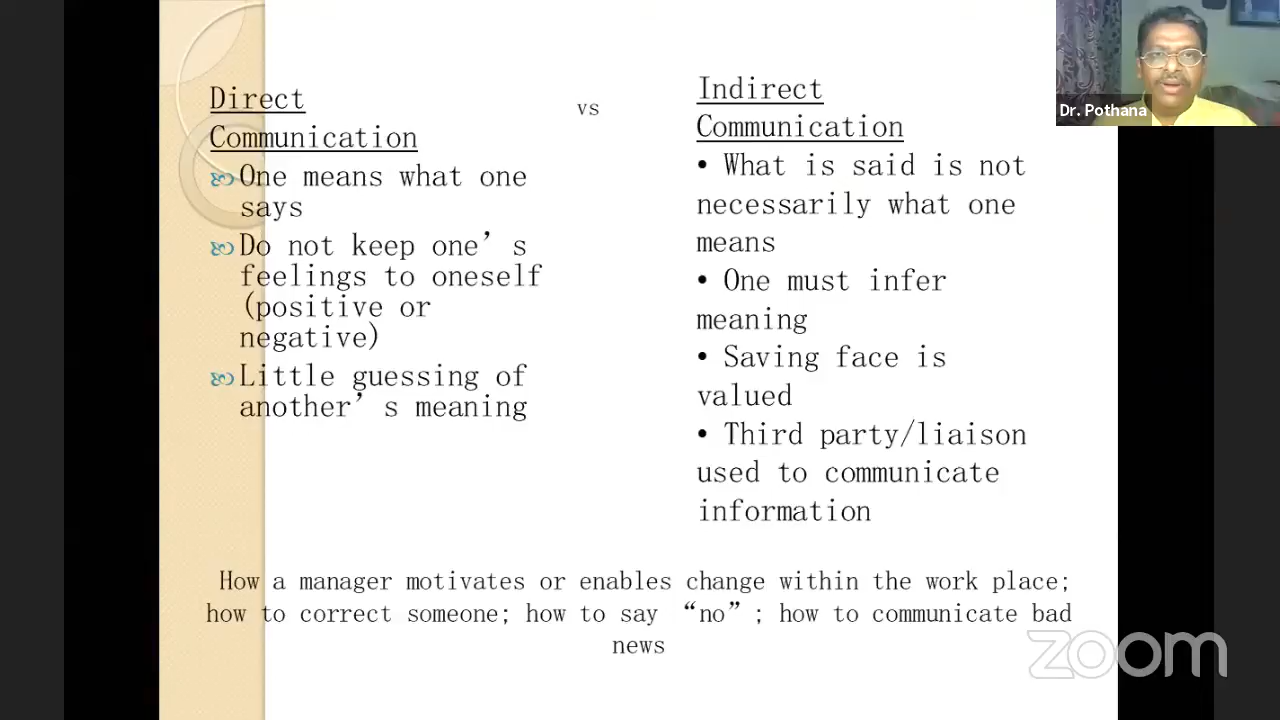 Direct
Communication
One means what one
says
Do not keep one’s
feelings to oneself
(positive or
negative)
Little guessing of
another’s meaning
vs
Indirect
Communication
• What is said is not
necessarily what one
means
• One must infer
meaning
• Saving face is
valued
• Third party/liaison
used to communicate
information
How a manager motivates or enables change within the work place;
how to correct someone; how to say “no”; how to communicate bad
news
Dr. Pothana
zoom